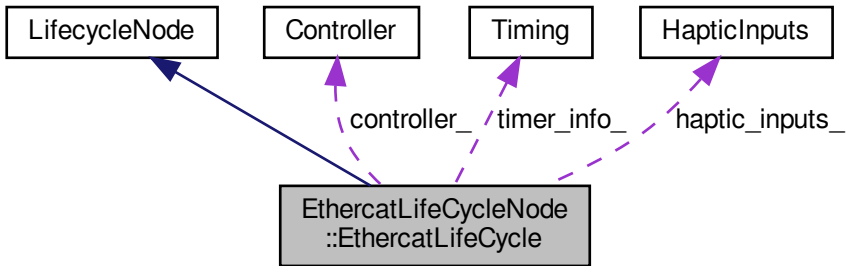 LifecycleNode
Controller
Timing
HapticInputs
controller_
timer_info_
haptic_inputs_
EthercatLifeCycleNode
::EthercatLifeCycle